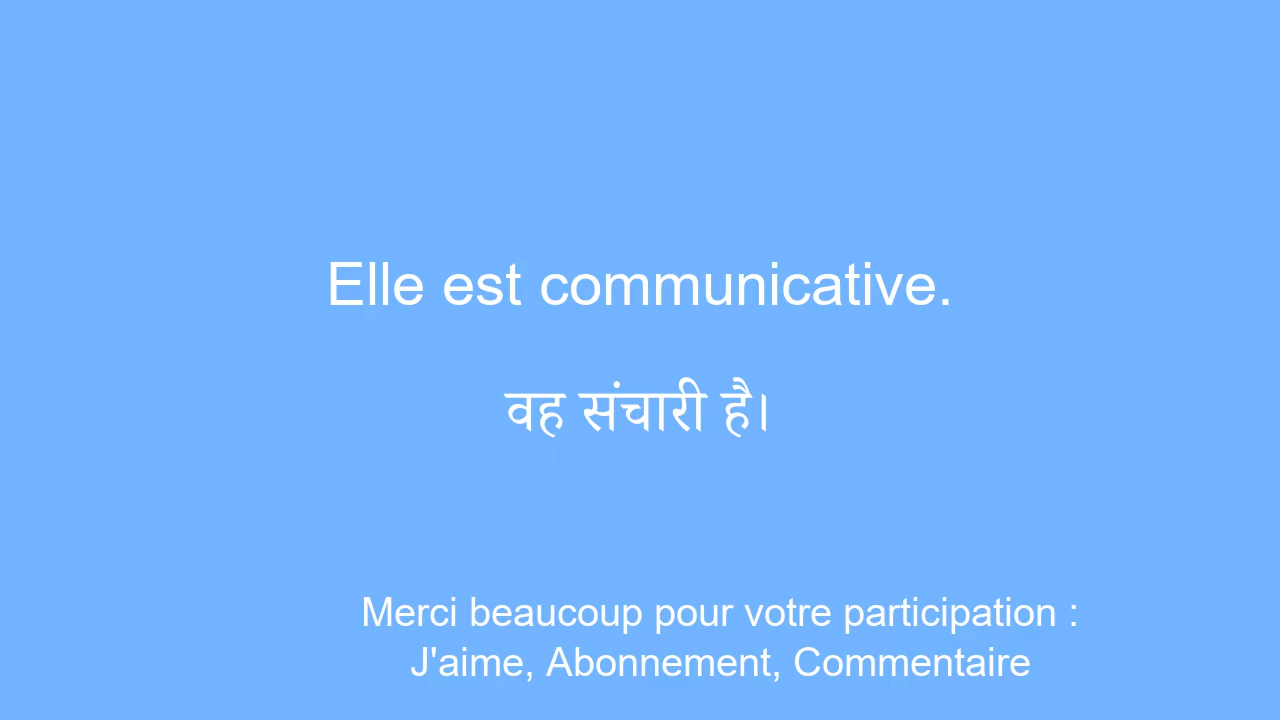 Elle est communicative.
वह संचारी है।
Merci beaucoup pour votre participation :
J'aime, Abonnement, Commentaire